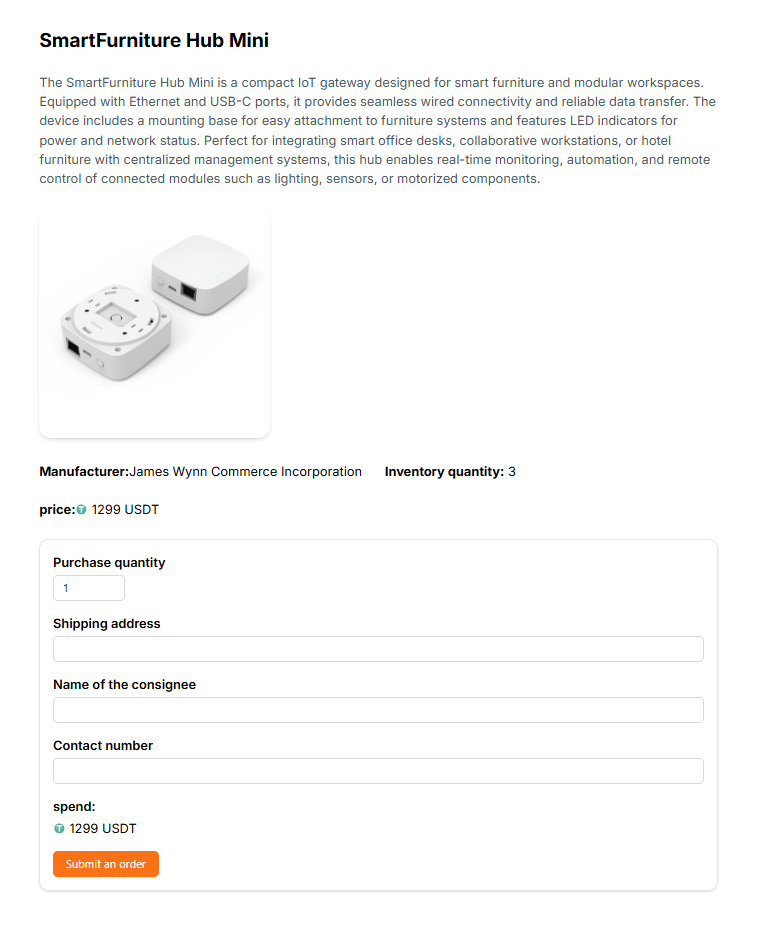 SmartFurniture Hub Mini
The SmartFurniture Hub Mini is a compact IoT gateway designed for smart furniture and modular workspaces.
Equipped with Ethernet and USB-C ports, it provides seamless wired connectivity and reliable data transfer. The
device includes a mounting base for easy attachment to furniture systems and features LED indicators for
power and network status. Perfect for integrating smart office desks, collaborative workstations, or hotel
furniture with centralized management systems, this hub enables real-time monitoring, automation, and remote
control of connected modules such as lighting, sensors, or motorized components.
Manufacturer:James Wynn Commerce Incorporation Inventory quantity: 3
price: 1299 USDT
Purchase quantity
1
Shipping address
Name of the consignee
Contact number
spend:
1299 USDT
Submit an order